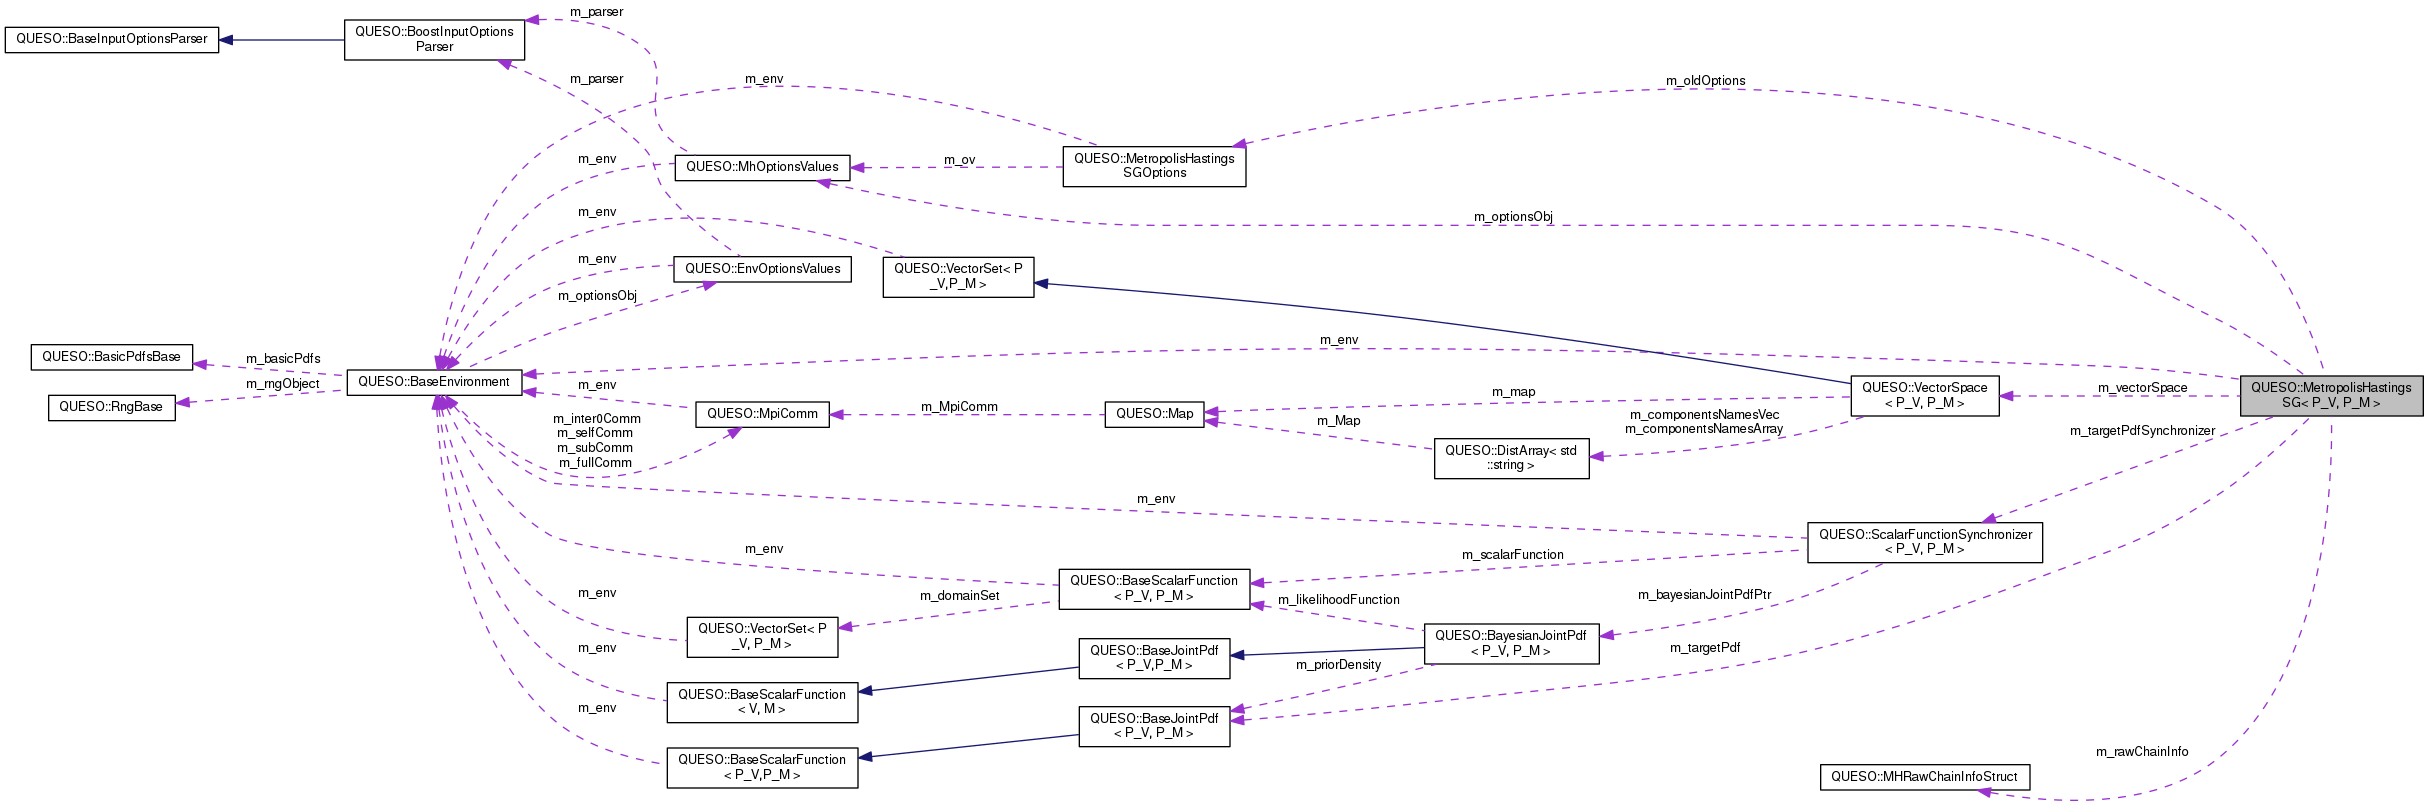 m_parser
QUESO::BaseInputOptionsParser
QUESO::BoostInputOptions
Parser
m_parser
m_env
m_oldOptions
m_env
QUESO::MhOptionsValues
m_ov
QUESO::MetropolisHastings
SGOptions
m_env
m_optionsObj
m_env
QUESO::EnvOptionsValues
QUESO::VectorSet< P
_V,P_M >
m_optionsObj
m_env
QUESO::BasicPdfsBase
m_basicPdfs
m_rngObject
QUESO::RngBase
QUESO::BaseEnvironment
m_env
QUESO::MpiComm
m_MpiComm
QUESO::Map
m_map
m_Map
QUESO::VectorSpace
< P_V, P_M >
m_vectorSpace
QUESO::MetropolisHastings
SG< P_V, P_M >
m_inter0Comm
m_selfComm
m_subComm
m_fullComm
m_componentsNamesVec
m_componentsNamesArray
QUESO::DistArray< std
::string >
m_targetPdfSynchronizer
m_env
QUESO::ScalarFunctionSynchronizer
< P_V, P_M >
m_env
m_scalarFunction
QUESO::BaseScalarFunction
< P_V, P_M >
m_env
m_domainSet
m_likelihoodFunction
m_bayesianJointPdfPtr
QUESO::VectorSet< P
_V, P_M >
QUESO::BayesianJointPdf
< P_V, P_M >
m_env
QUESO::BaseJointPdf
< P_V,P_M >
m_priorDensity
m_targetPdf
QUESO::BaseScalarFunction
< V, M >
m_env
QUESO::BaseJointPdf
< P_V, P_M >
QUESO::BaseScalarFunction
< P_V,P_M >
m_rawChainInfo
QUESO::MHRawChainInfoStruct